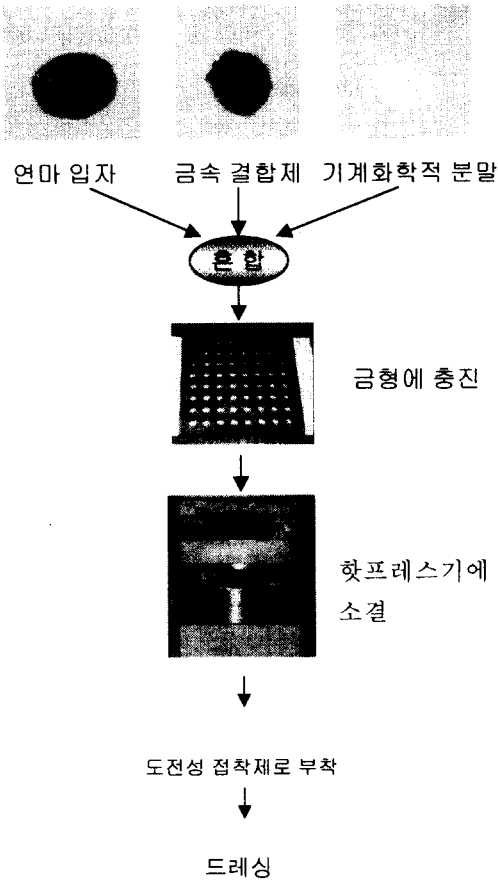 연마 입자 금속 결합제 기계화학적 분말
혼 합
금형에 충진
핫프레스기에
소결
도전성 접착제로 부착
드레싱